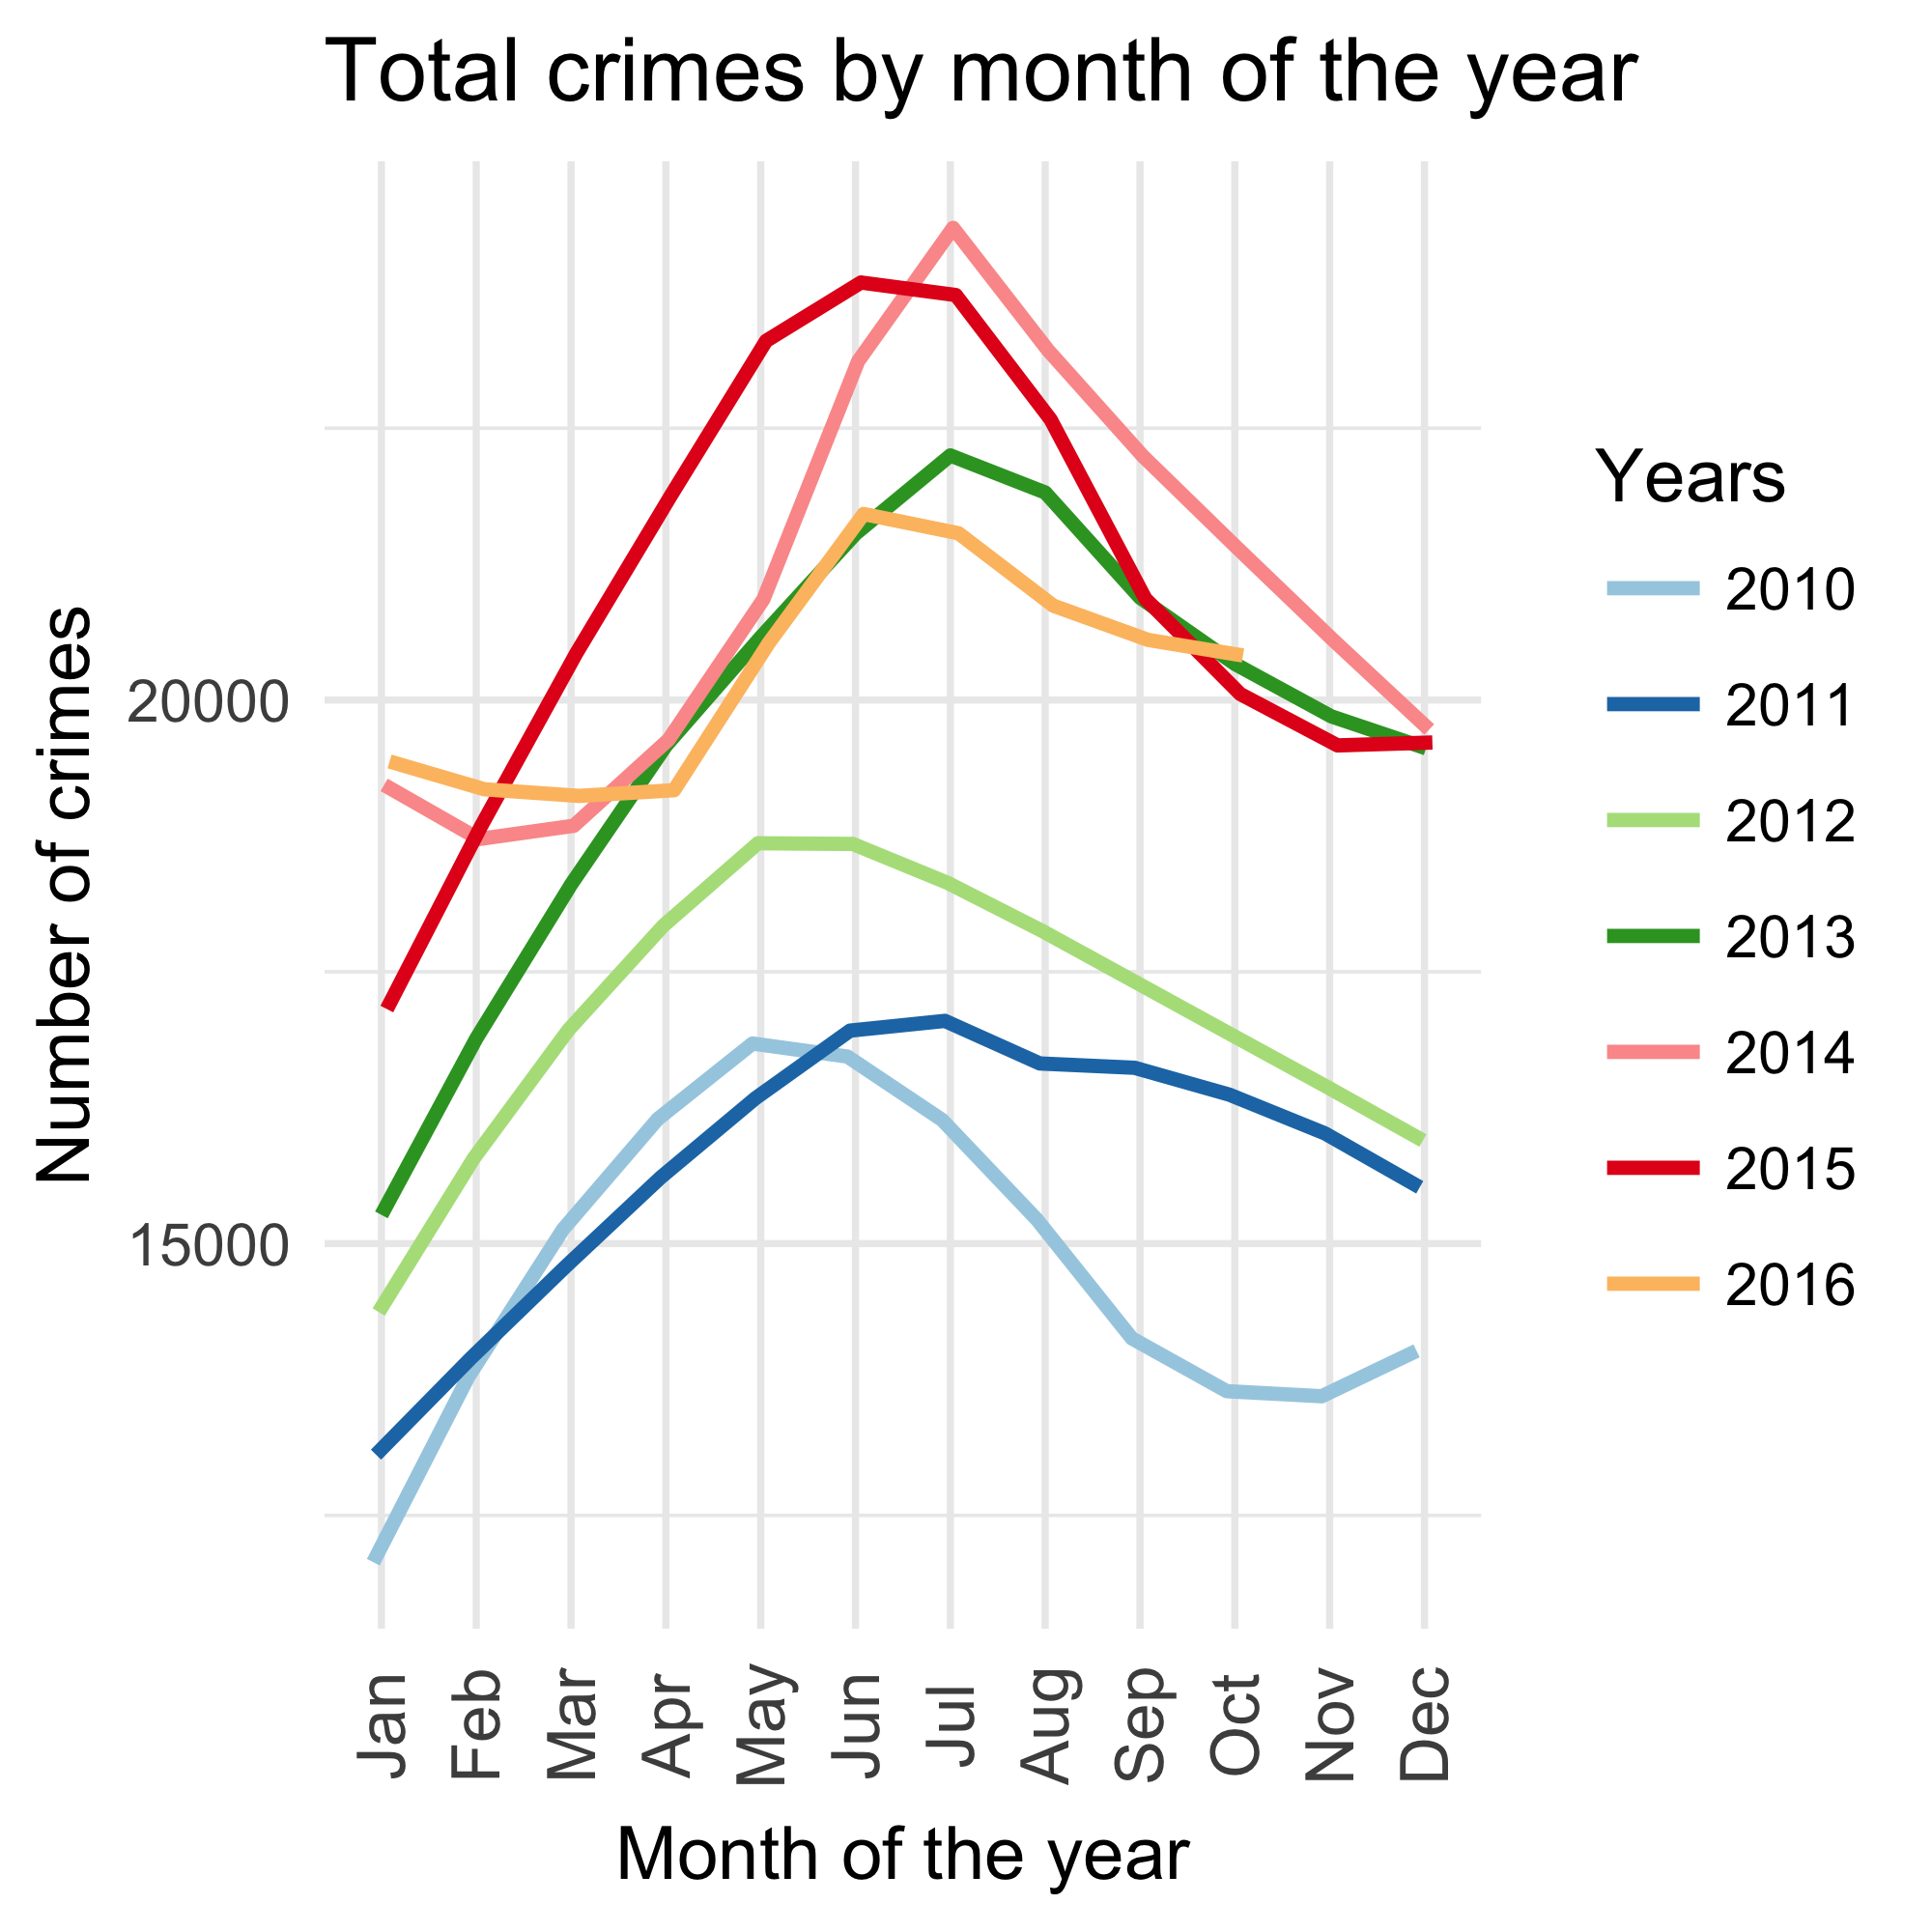 Total crimes by month of the year
Number of crimes
20000
15000
Jan
Feb
Mar
Apr
May
Jun
Jul
Aug
Sep
Oct
Nov
Dec
Month of the year
Years
2010
2011
2012
2013
2014
2015
2016